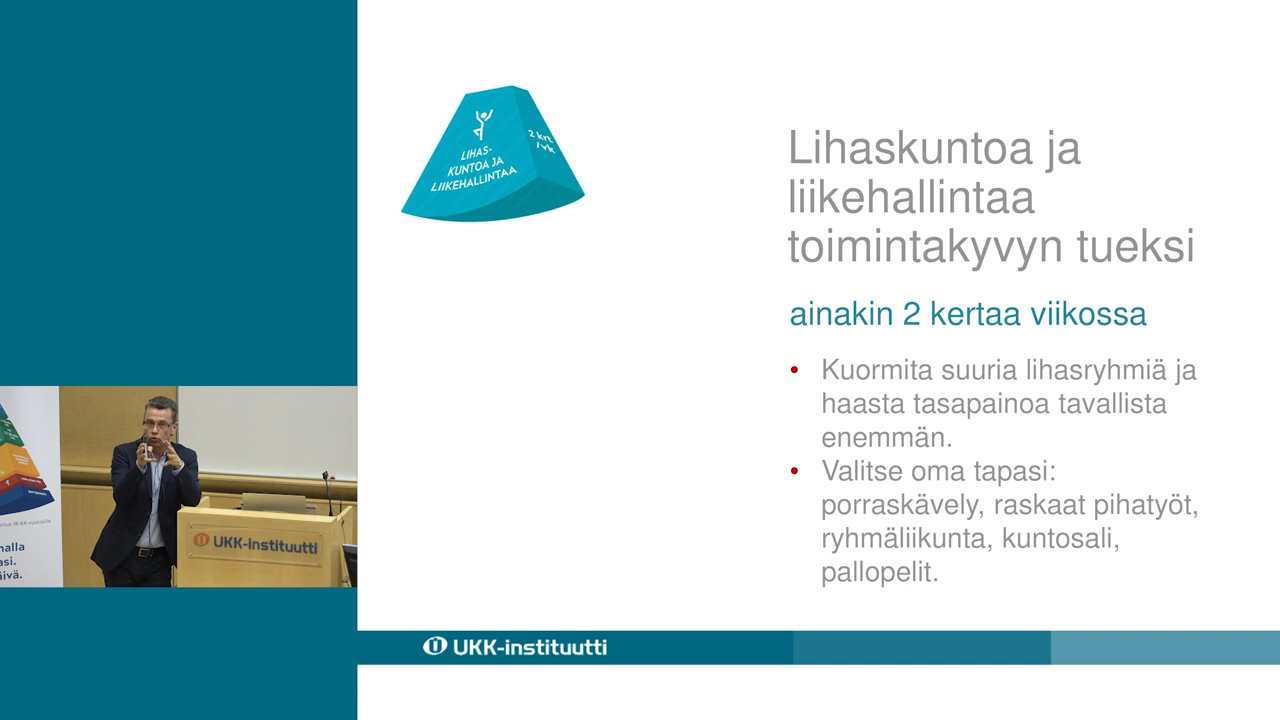 LIHAS-
KUNTOA JA
LIIKEHALLINTAA
2 krt
/ vk
Lihaskuntoa ja
liikehallintaa
toimintakyvyn tueksi
ainakin 2 kertaa viikossa
• Kuormita suuria lihasryhmiä ja
haasta tasapainoa tavallista
enemmän.
• Valitse oma tapasi:
porraskävely, raskaat pihatyöt,
ryhmäliikunta, kuntosali,
pallopelit.
UKK-instituutti
UKK-instituutti